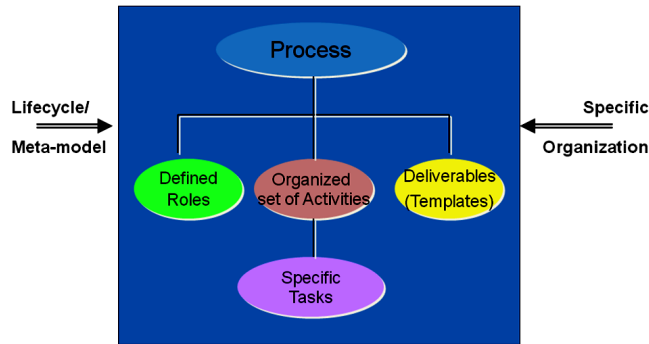 Process
Lifecycle/
Meta-model
Specific
Organization
Defined
Roles
Organized
set of Activities
Deliverables
(Templates)
Specific
Tasks